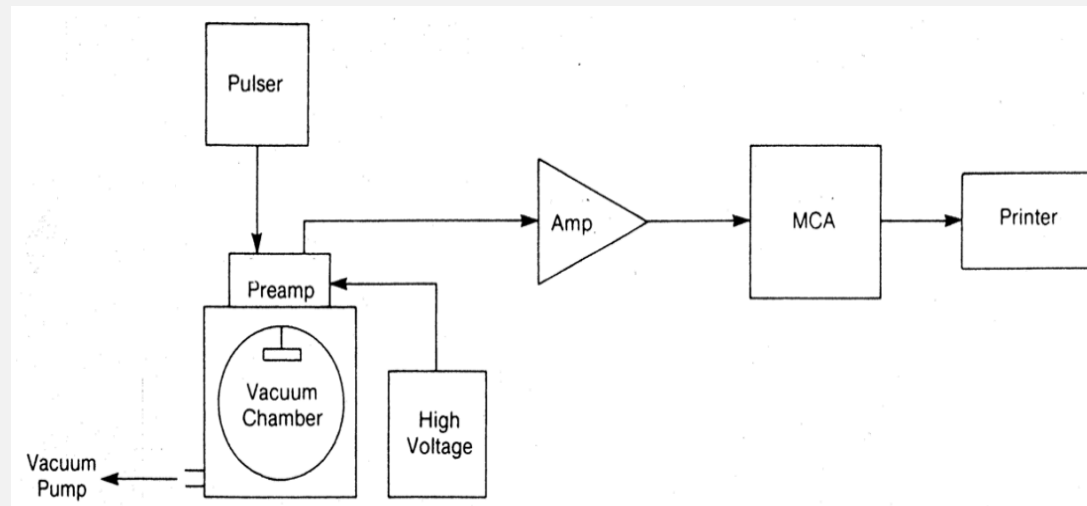 Pulser
Amp
MCA
Printer
Preamp
Vacuum
Chamber
High
Voltage
Vacuum
Pump